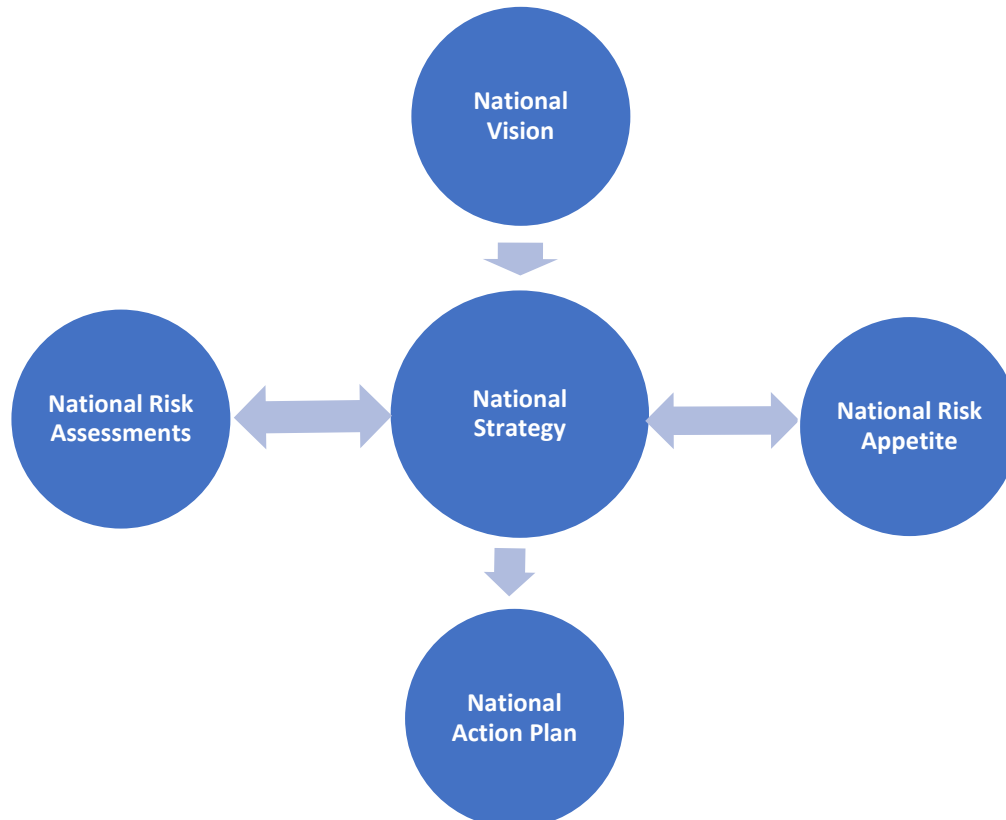 National
Vision
National Risk
Assessments
National
Strategy
National Risk
Appetite
National
Action Plan